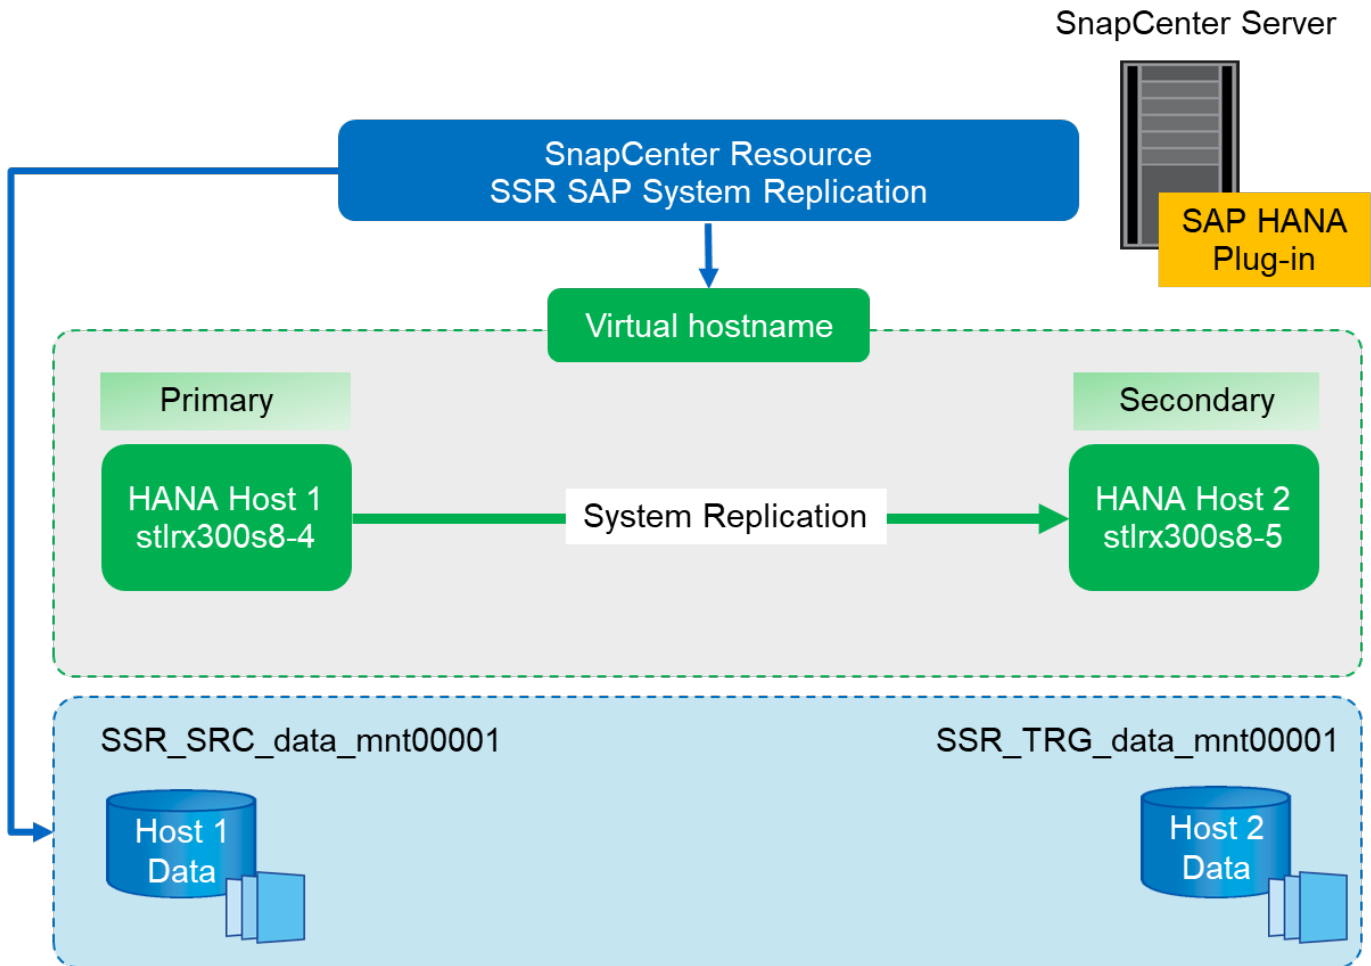 SnapCenter Server
SnapCenter Resource
SSR SAP System Replication
SAP HANA
Plug-in
Virtual hostname
Primary
Secondary
HANA Host 1
stlrx300s8-4
System Replication
HANA Host 2
stlrx300s8-5
SSR_SRC_data_mnt00001
SSR_TRG_data_mnt00001
Host 1
Data
Host 2
Data